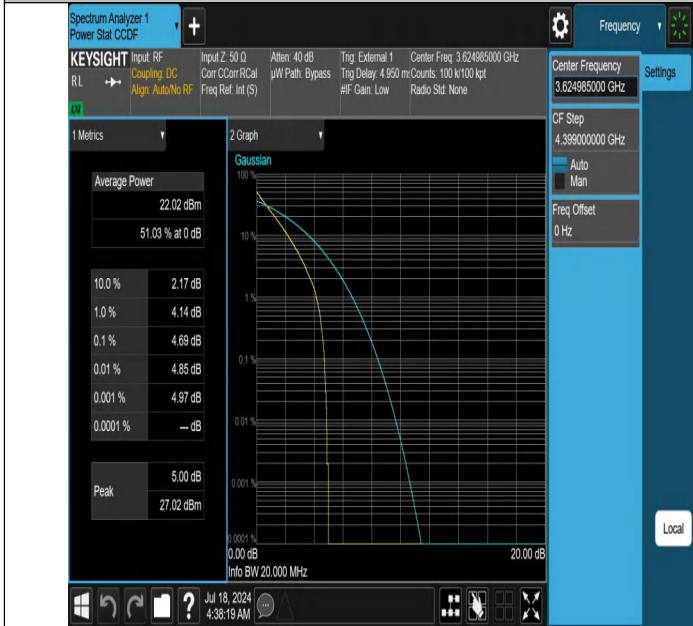 Spectrum Analyzer 1
Power Stat CCDF
+
Frequency
KEYSIGHT
RL
LXI
Input: RF
Coupling: DC
Align: Auto/No RF
Input Z: 50 Ω
Corr CCorr RCal
Freq Ref: Int (S)
Atten: 40 dB
µW Path: Bypass
Trig: External 1
Trig Delay: 4.950 ms
#IF Gain: Low
Center Freq: 3.624985000 GHz
Counts: 100 k/100 kpt
Radio Std: None
Center Frequency
3.624985000 GHz
Settings
CF Step
4.399000000 GHz
Auto
Man
Freq Offset
0 Hz
1 Metrics
Average Power
22.02 dBm
51.03 % at 0 dB
10.0 % 2.17 dB
1.0 % 4.14 dB
0.1 % 4.69 dB
0.01 % 4.85 dB
0.001 % 4.97 dB
0.0001 % --- dB
Peak
5.00 dB
27.02 dBm
2 Graph
Gaussian
100 %
10 %
1 %
0.1 %
0.01 %
0.001 %
0.0001 %
0.00 dB 20.00 dB
Info BW 20.000 MHz
Local
?
Jul 18, 2024
4:38:19 AM